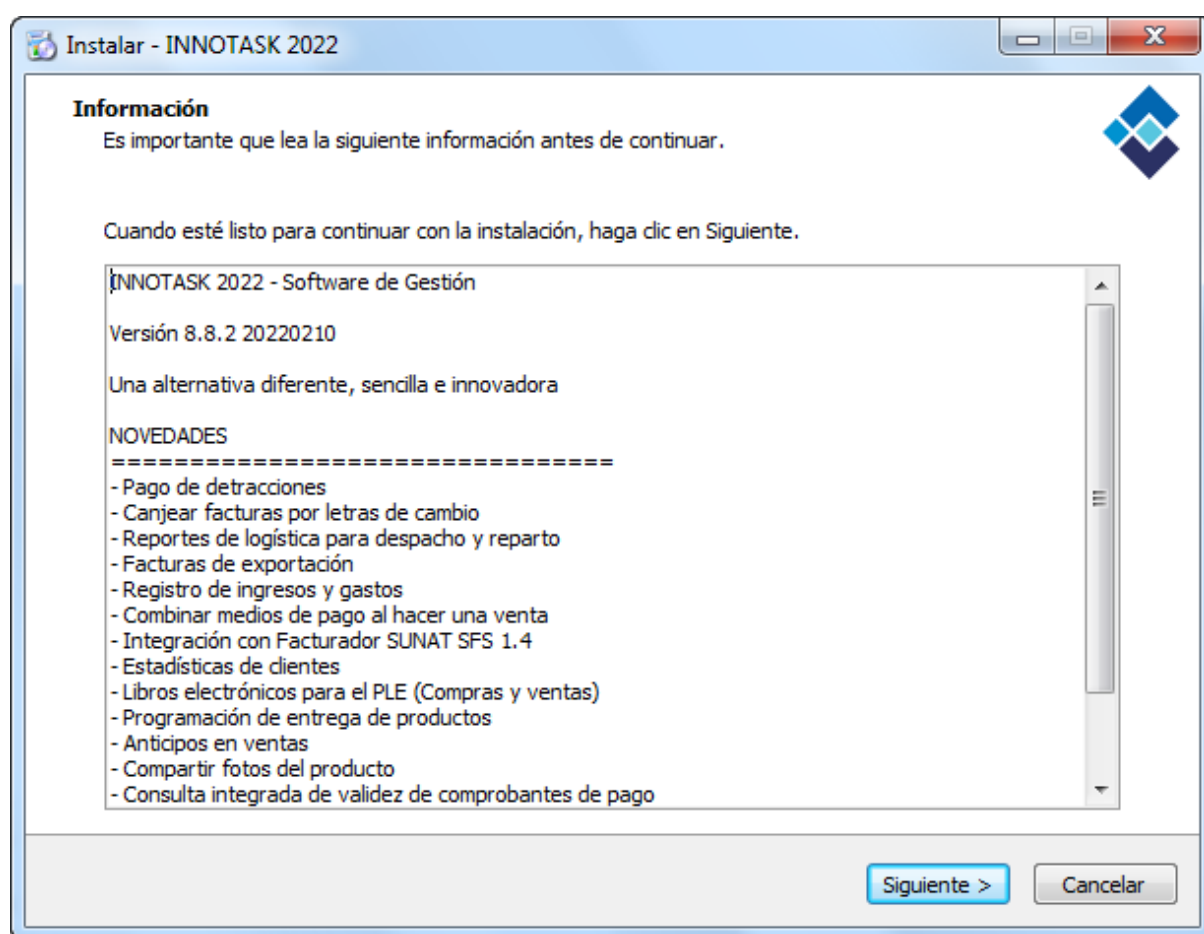 Instalar - INNOTASK 2022
Información
Es importante que lea la siguiente información antes de continuar.
Cuando esté listo para continuar con la instalación, haga clic en Siguiente.
INNOTASK 2022 - Software de Gestión
Versión 8.8.2 20220210
Una alternativa diferente, sencilla e innovadora
NOVEDADES
================================
- Pago de detracciones
- Canjear facturas por letras de cambio
- Reportes de logística para despacho y reparto
- Facturas de exportación
- Registro de ingresos y gastos
- Combinar medios de pago al hacer una venta
- Integración con Facturador SUNAT SFS 1.4
- Estadísticas de clientes
- Libros electrónicos para el PLE (Compras y ventas)
- Programación de entrega de productos
- Anticipos en ventas
- Compartir fotos del producto
- Consulta integrada de validez de comprobantes de pago
Siguiente > Cancelar